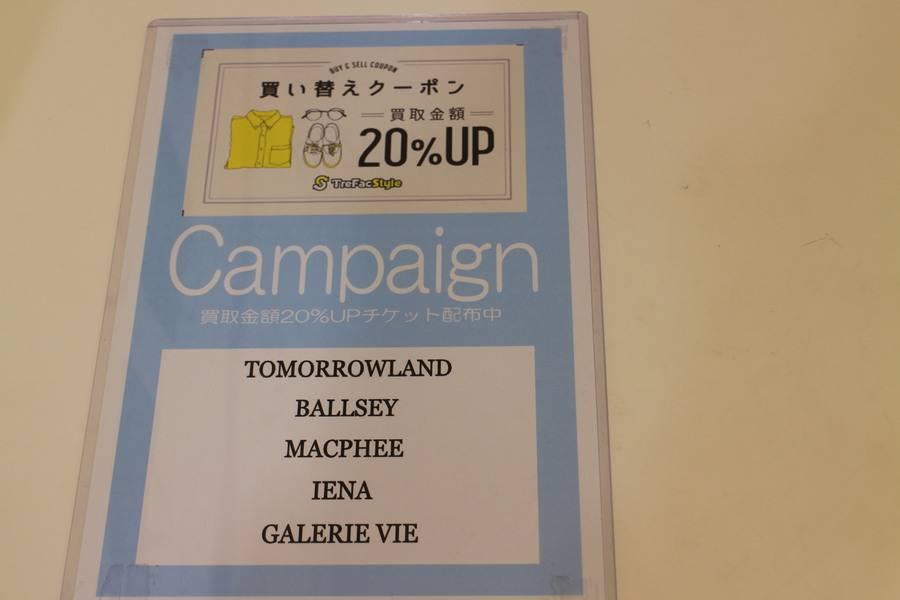 BUY & SELL COUPON
買い替えクーポン
買取金額
20%UP
TreFacStyle
Campaign
買取金額20%UPチケット配布中
TOMORROWLAND
BALLSEY
MACPHEE
IENA
GALERIE VIE